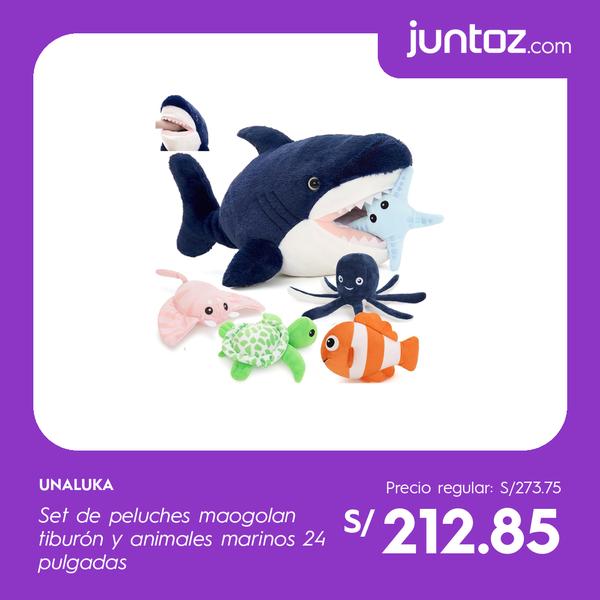 juntoz.com
UNALUKA
Set de peluches maogolan
tiburón y animales marinos 24
pulgadas
Precio regular: S/273.75
S/212.85